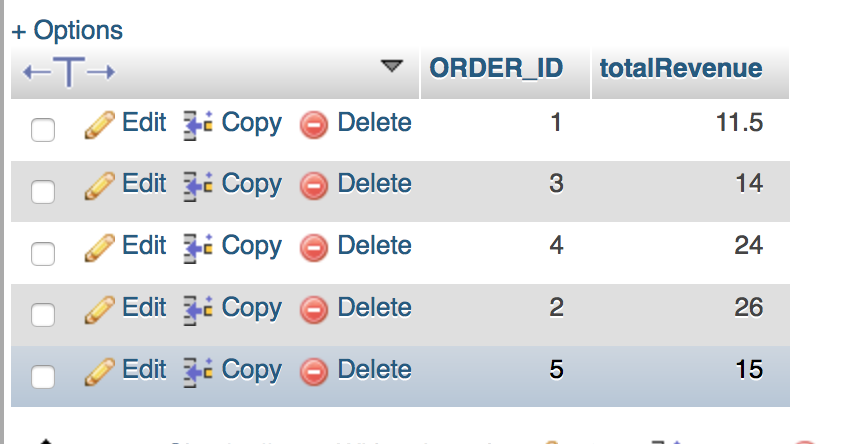 + Options
ORDER_ID totalRevenue
Edit Copy Delete 1 11.5
Edit Copy Delete 3 14
Edit Copy Delete 4 24
Edit Copy Delete 2 26
Edit Copy Delete 5 15